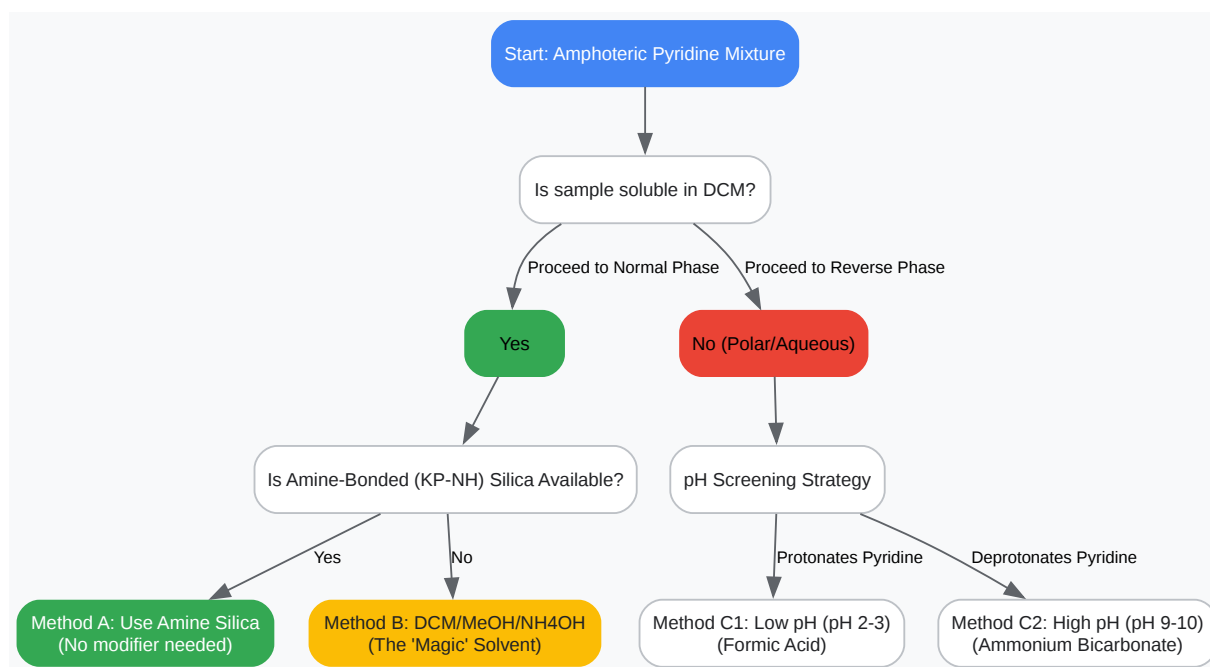 Start: Amphoteric Pyridine Mixture
Is sample soluble in DCM?
Proceed to Normal Phase
Proceed to Reverse Phase
Yes
No (Polar/Aqueous)
Is Amine-Bonded (KP-NH) Silica Available?
pH Screening Strategy
Yes
No
Protonates Pyridine
Deprotonates Pyridine
Method A: Use Amine Silica
(No modifier needed)
Method B: DCM/MeOH/NH4OH
(The 'Magic' Solvent)
Method C1: Low pH (pH 2-3)
(Formic Acid)
Method C2: High pH (pH 9-10)
(Ammonium Bicarbonate)